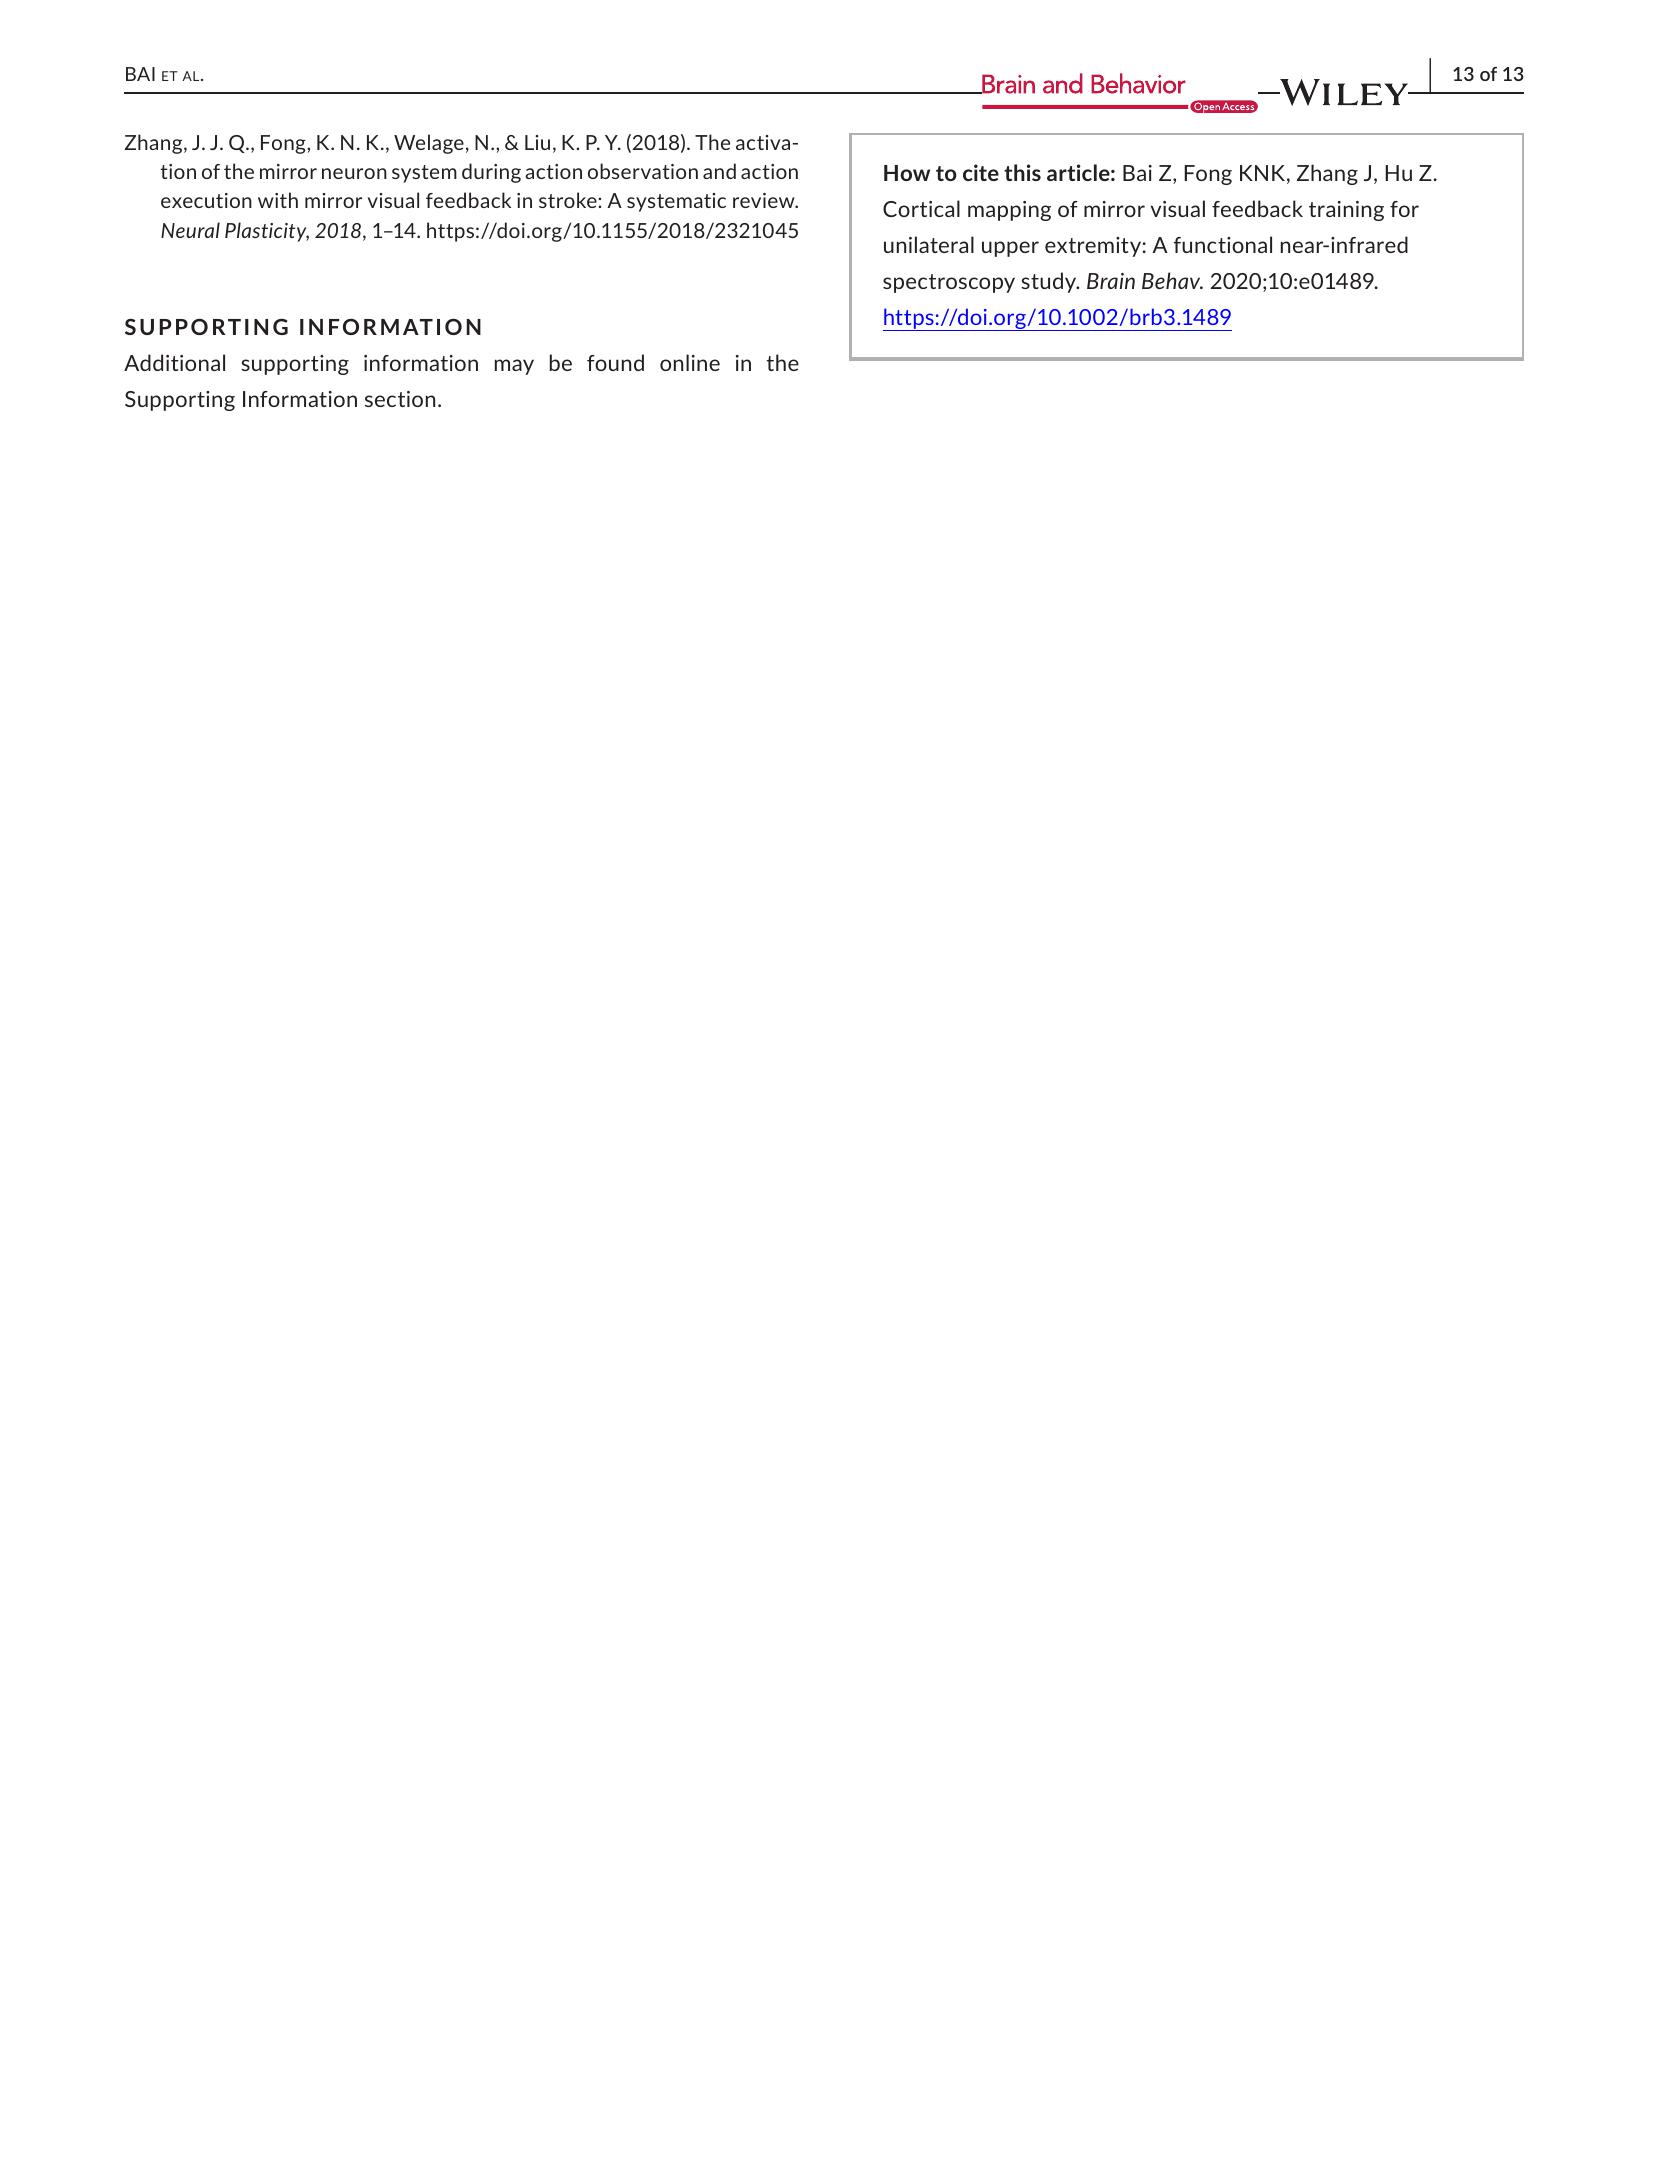 BAI ET AL.
Brain and Behavior
Open Access
WILEY
13 of 13
Zhang, J. J. Q., Fong, K. N. K., Welage, N., & Liu, K. P. Y. (2018). The activa-
tion of the mirror neuron system during action observation and action
execution with mirror visual feedback in stroke: A systematic review.
Neural Plasticity, 2018, 1–14. https://doi.org/10.1155/2018/2321045
SUPPORTING INFORMATION
Additional supporting information may be found online in the
Supporting Information section.
How to cite this article: Bai Z, Fong KNK, Zhang J, Hu Z.
Cortical mapping of mirror visual feedback training for
unilateral upper extremity: A functional near-infrared
spectroscopy study. Brain Behav. 2020;10:e01489.
https://doi.org/10.1002/brb3.1489